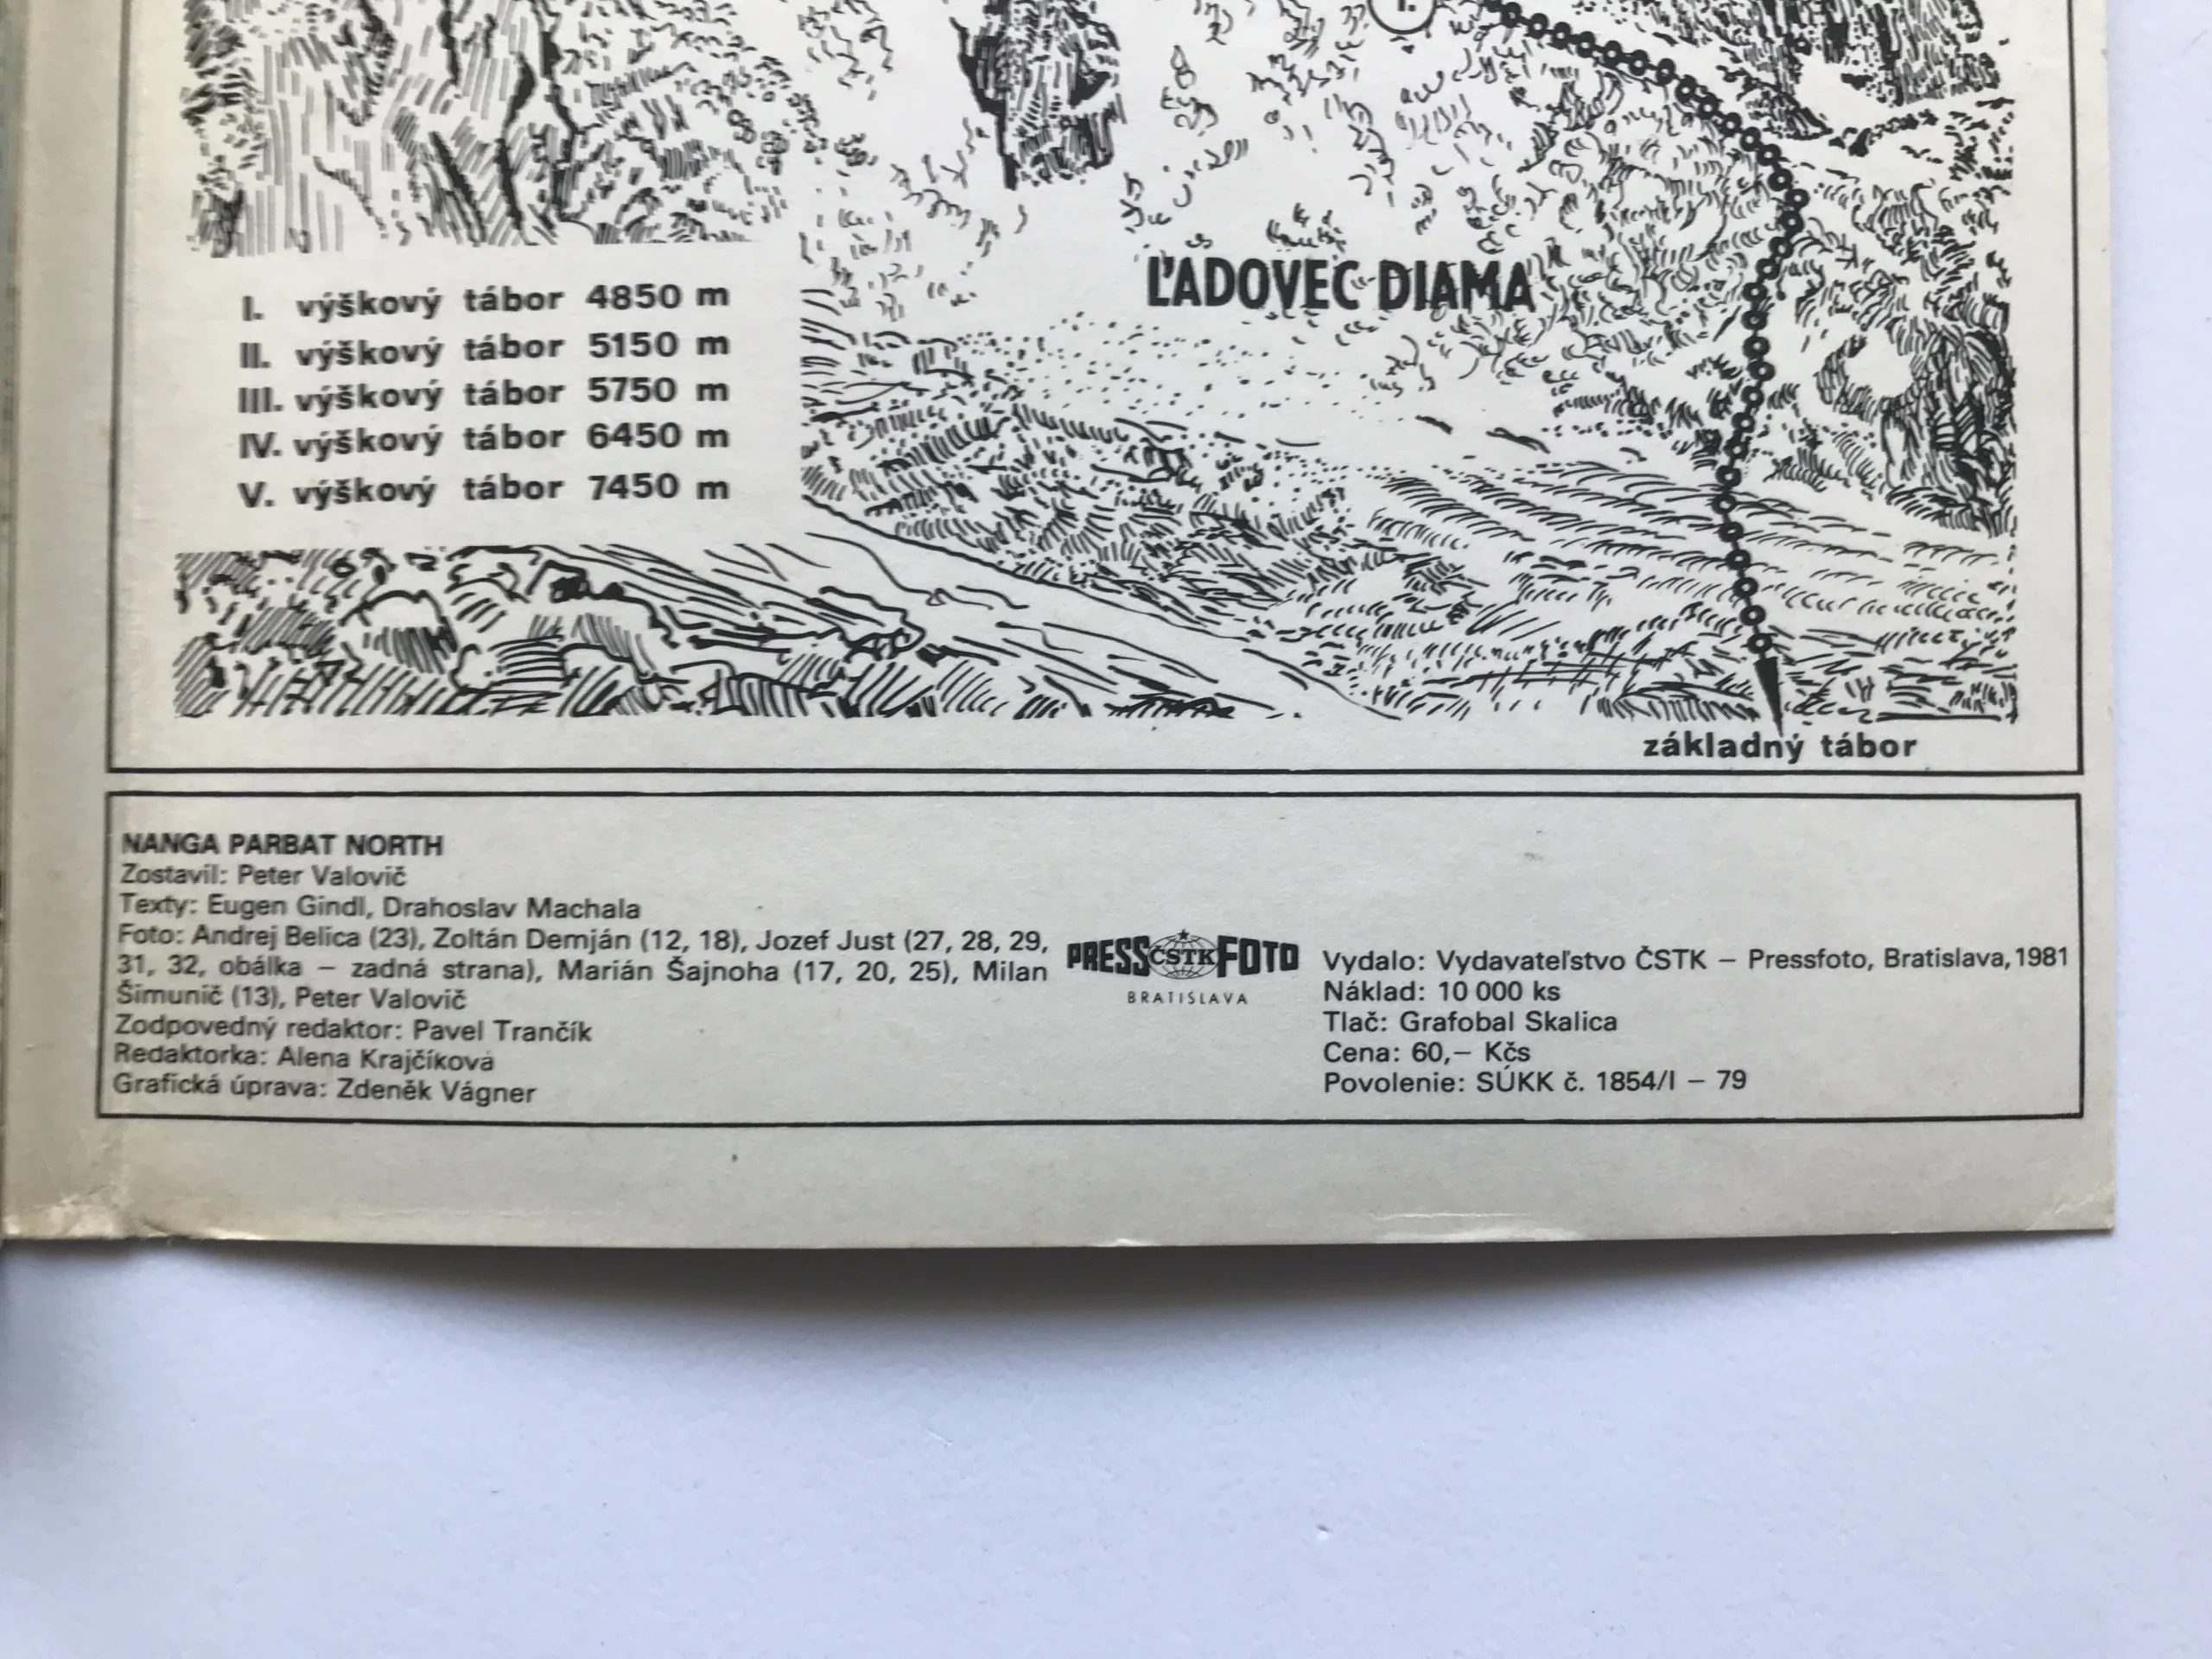 I.
ĽADOVEC DIAMA
I. výškový tábor 4850 m
II. výškový tábor 5150 m
III. výškový tábor 5750 m
IV. výškový tábor 6450 m
V. výškový tábor 7450 m
základný tábor
NANGA PARBAT NORTH
Zostavil: Peter Valovič
Texty: Eugen Gindl, Drahoslav Machala
Foto: Andrej Belica (23), Zoltán Demján (12, 18), Jozef Just (27, 28, 29,
31, 32, obálka – zadná strana), Marián Šajnoha (17, 20, 25), Milan
Šimunič (13), Peter Valovič
Zodpovedný redaktor: Pavel Trančík
Redaktorka: Alena Krajčíková
Grafická úprava: Zdeněk Vágner
PRESS ČSTK FOTO
BRATISLAVA
Vydalo: Vydavateľstvo ČSTK – Pressfoto, Bratislava, 1981
Náklad: 10 000 ks
Tlač: Grafobal Skalica
Cena: 60,– Kčs
Povolenie: SÚKK č. 1854/I – 79